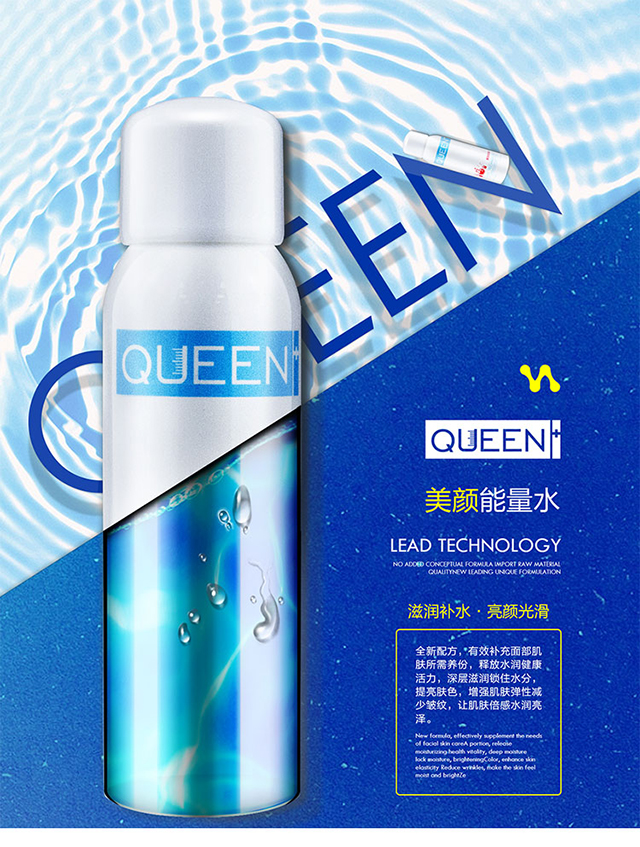 QUEEN
QUEEN+
QUEEN+
美颜能量水
LEAD TECHNOLOGY
NO ADDED CONCEPTUAL FORMULA IMPORT RAW MATERIAL
QUALITYNEW LEADING UNIQUE FORMULATION
滋润补水·亮颜光滑
全新配方，有效补充面部肌
肤所需养份，释放水润健康
活力，深层滋润锁住水分，
提亮肤色，增强肌肤弹性减
少皱纹，让肌肤倍感水润亮
泽。
New formula, effectively supplement the needs
of facial skin careA portion, release
moisturizing health vitality, deep moisture
lock moisture, brighteningColor, enhance skin
elasticity Reduce wrinkles, make the skin feel
moist and brightZe